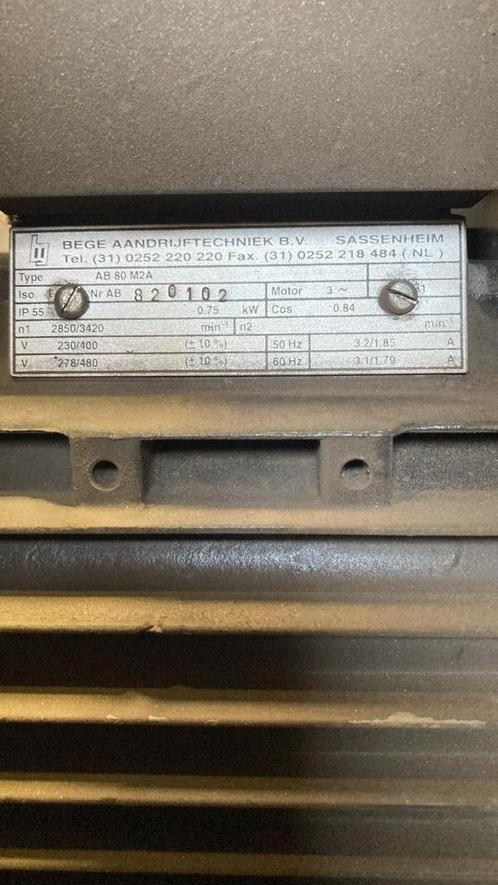 BEGE AANDRIJFTECHNIEK B.V. SASSENHEIM
Tel. (31) 0252 220 220 Fax. (31) 0252 218 484 (NL)
Type AB 80 M2A
Iso Nr AB 820102 Motor 3 ~
IP 55 0.75 kW Cos 0.84
n1 2850/3420 min⁻¹ n2 min⁻¹
V 230/400 (±10%) 50 Hz 3.2/1.85 A
V 278/480 (±10%) 60 Hz 3.1/1.79 A